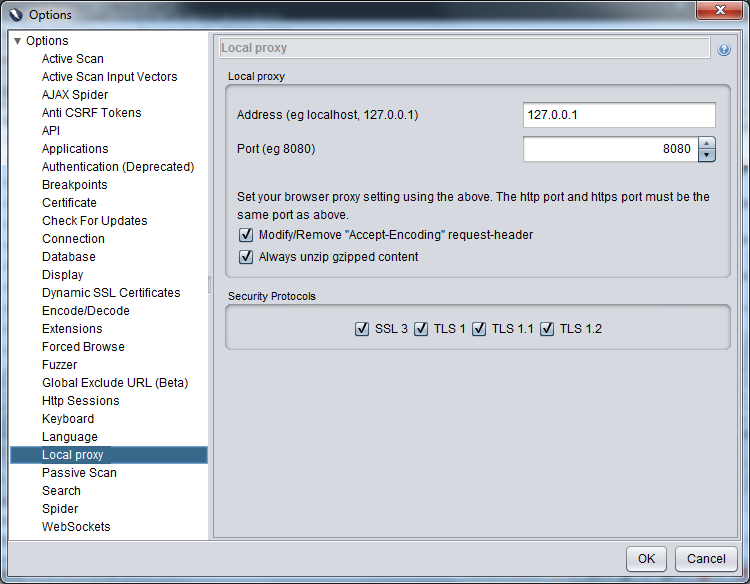 Options
Options
Active Scan
Active Scan Input Vectors
AJAX Spider
Anti CSRF Tokens
API
Applications
Authentication (Deprecated)
Breakpoints
Certificate
Check For Updates
Connection
Database
Display
Dynamic SSL Certificates
Encode/Decode
Extensions
Forced Browse
Fuzzer
Global Exclude URL (Beta)
Http Sessions
Keyboard
Language
Local proxy
Passive Scan
Search
Spider
WebSockets
Local proxy
Local proxy
Address (eg localhost, 127.0.0.1) 127.0.0.1
Port (eg 8080) 8080
Set your browser proxy setting using the above. The http port and https port must be the
same port as above.
Modify/Remove "Accept-Encoding" request-header
Always unzip gzipped content
Security Protocols
SSL 3 TLS 1 TLS 1.1 TLS 1.2
OK Cancel